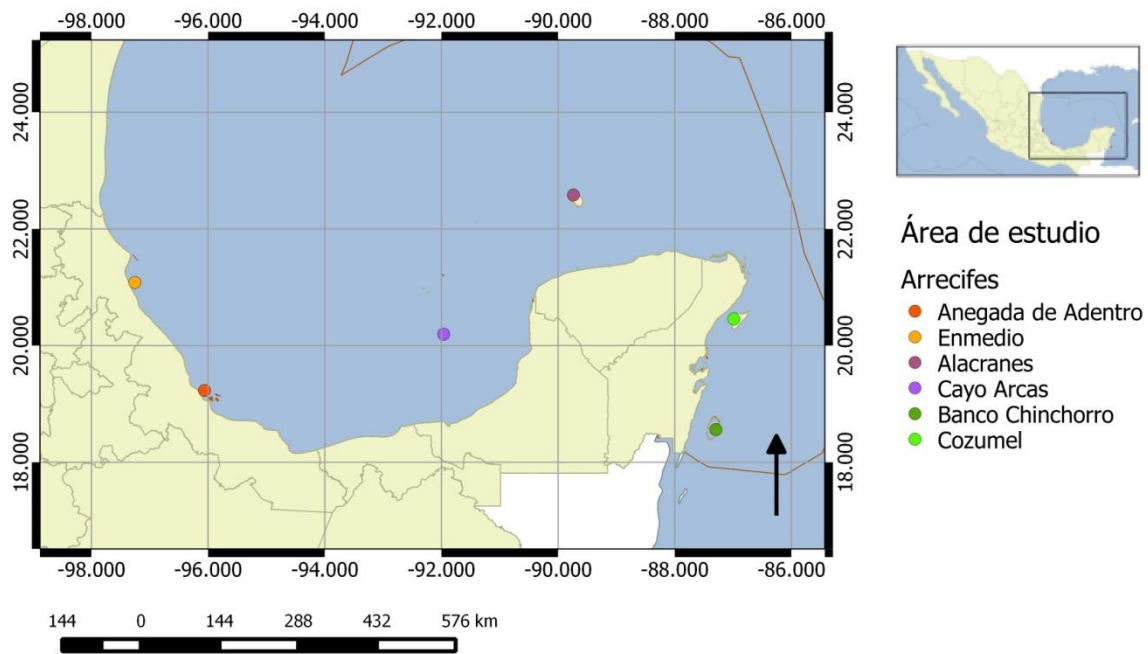 -98.000 -96.000 -94.000 -92.000 -90.000 -88.000 -86.000
24.000 24.000
22.000 22.000
20.000 20.000
18.000 18.000
-98.000 -96.000 -94.000 -92.000 -90.000 -88.000 -86.000
144 0 144 288 432 576 km
Área de estudio
Arrecifes
Anegada de Adentro
Enmedio
Alacranes
Cayo Arcas
Banco Chinchorro
Cozumel